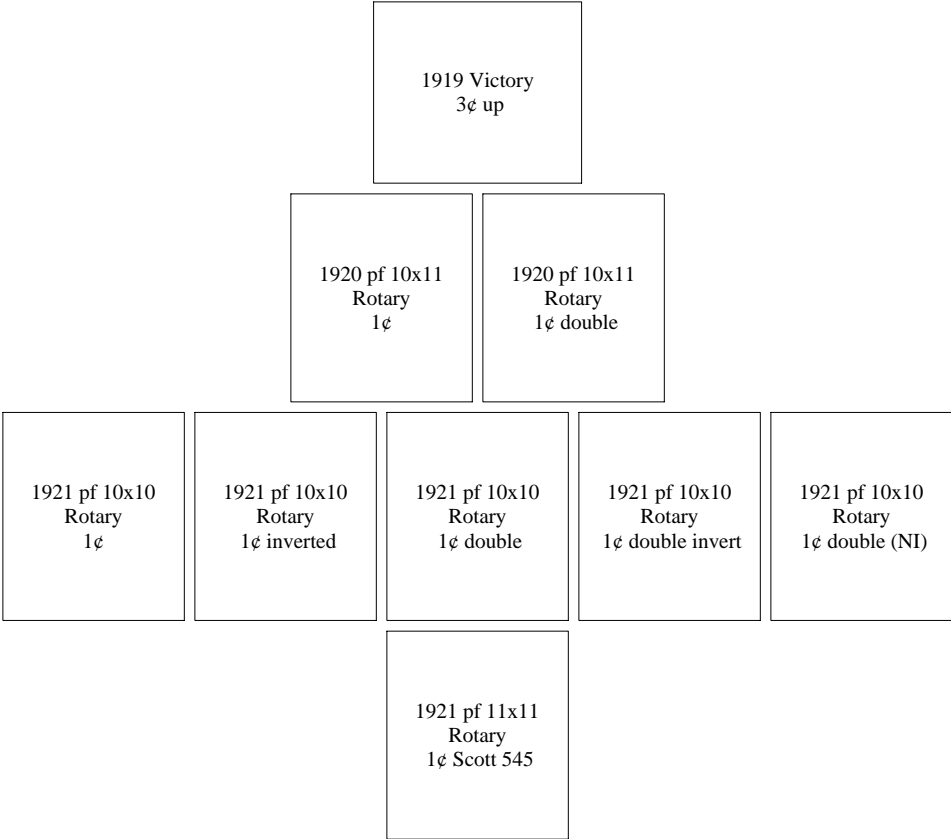 1919 Victory
3¢ up
1920 pf 10x11
Rotary
1¢
1920 pf 10x11
Rotary
1¢ double
1921 pf 10x10
Rotary
1¢
1921 pf 10x10
Rotary
1¢ inverted
1921 pf 10x10
Rotary
1¢ double
1921 pf 10x10
Rotary
1¢ double invert
1921 pf 10x10
Rotary
1¢ double (NI)
1921 pf 11x11
Rotary
1¢ Scott 545